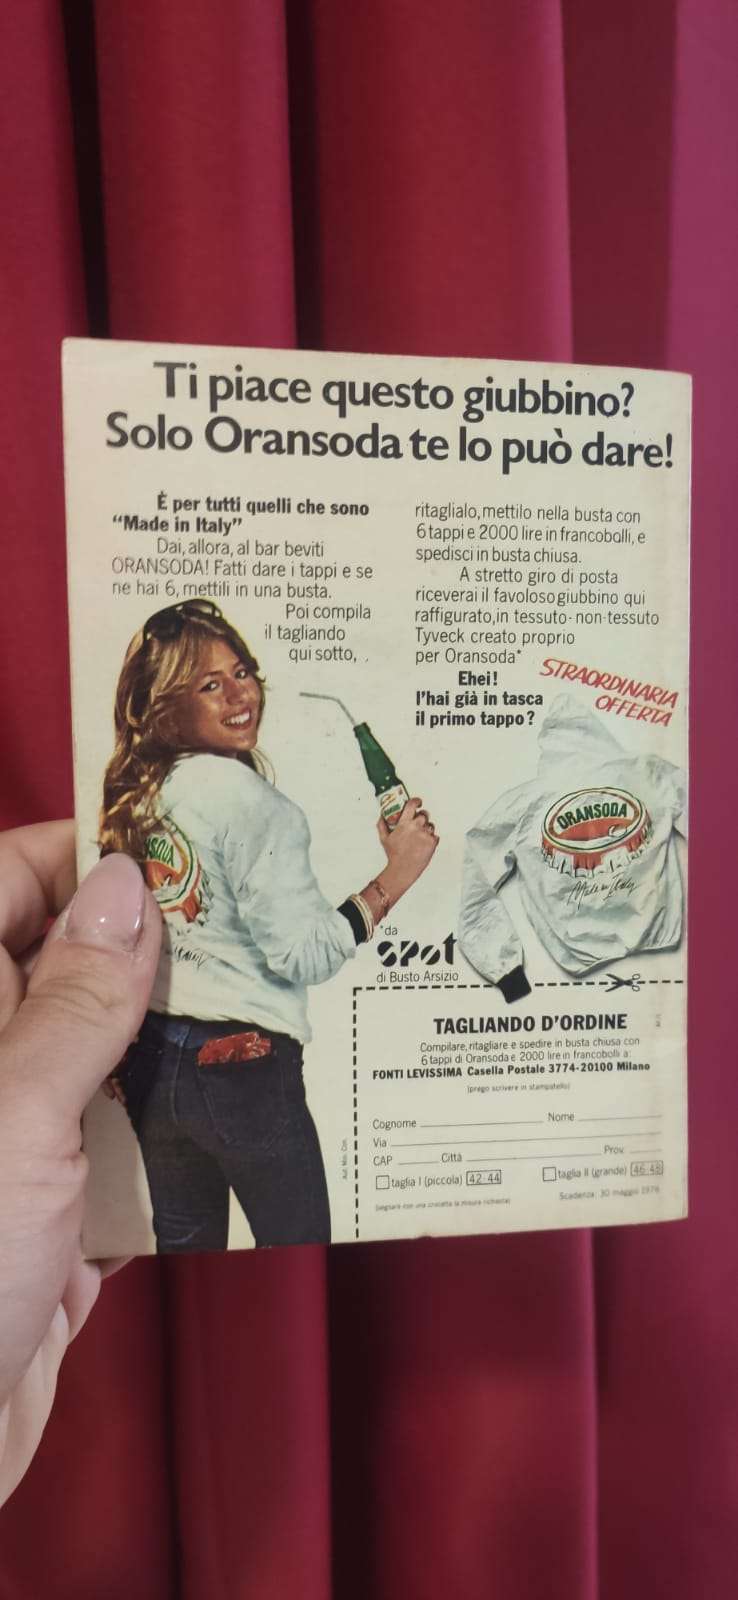 Ti piace questo giubbino?
Solo Oransoda te lo può dare!
È per tutti quelli che sono
“Made in Italy”
Dai, allora, al bar beviti
ORANSODA! Fatti dare i tappi e se
ne hai 6, mettili in una busta.
Poi compila
il tagliando
qui sotto,
ritaglialo, mettilo nella busta con
6 tappi e 2000 lire in francobolli, e
spedisci in busta chiusa.
A stretto giro di posta
riceverai il favoloso giubbino qui
raffigurato, in tessuto-non-tessuto
Tyveck creato proprio
per Oransoda*
Ehei!
l’hai già in tasca
il primo tappo?
STRAORDINARIA
OFFERTA
ORANSODA
Made in Italy
*da
SPOT
di Busto Arsizio
TAGLIANDO D’ORDINE
Compilare, ritagliare e spedire in busta chiusa con
6 tappi di Oransoda e 2000 lire in francobolli a:
FONTI LEVISSIMA Casella Postale 3774-20100 Milano
(prego scrivere in stampatello)
Cognome Nome
Via
CAP Città Prov.
taglia I (piccola) 42-44 taglia II (grande) 46-48
(segnare con una crocetta la misura richiesta) Scadenza: 30 maggio 1978
Aut. Min. Con.